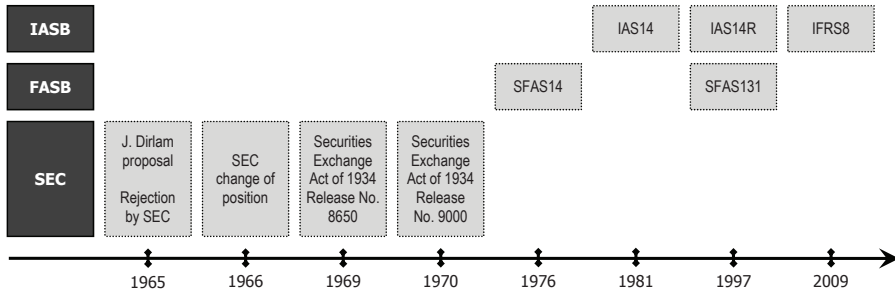 IASB
IAS14
IAS14R
IFRS8
FASB
SFAS14
SFAS131
SEC
J. Dirlam
proposal
Rejection
by SEC
SEC
change of
position
Securities
Exchange
Act of 1934
Release No.
8650
Securities
Exchange
Act of 1934
Release
No. 9000
1965
1966
1969
1970
1976
1981
1997
2009